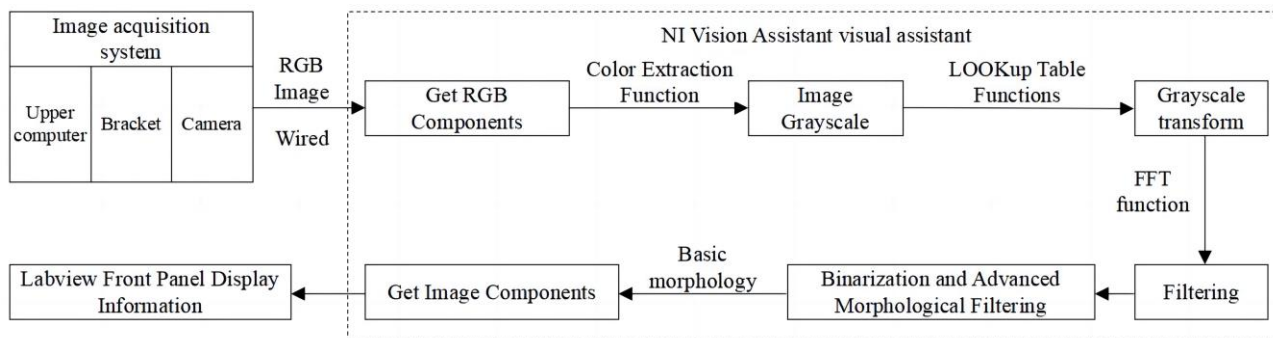 Image acquisition
system
Upper
computer
Bracket
Camera
RGB
Image
Wired
NI Vision Assistant visual assistant
Get RGB
Components
Color Extraction
Function
Image
Grayscale
LOOKup Table
Functions
Grayscale
transform
FFT
function
Filtering
Binarization and Advanced
Morphological Filtering
Basic
morphology
Get Image Components
Labview Front Panel Display
Information